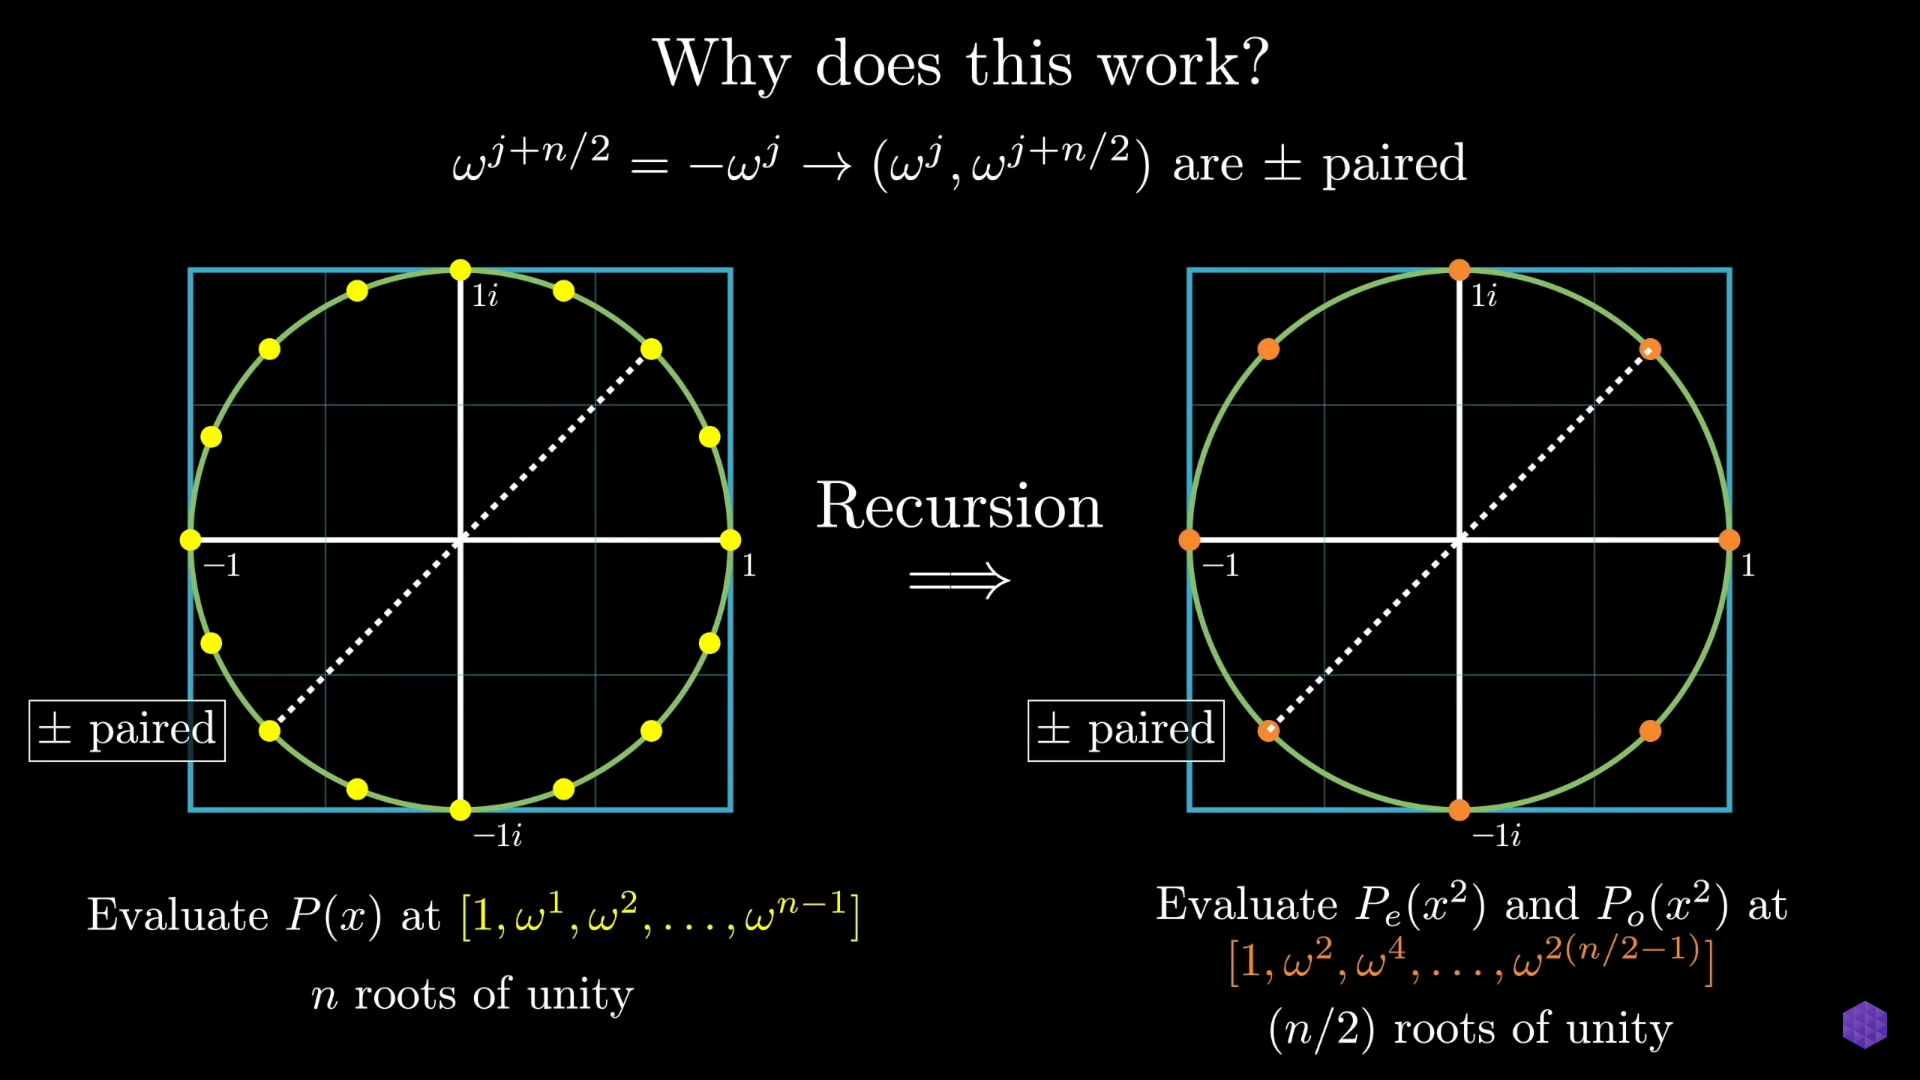 Why does this work?
ω^{j+n/2} = −ω^j → (ω^j, ω^{j+n/2}) are ± paired
1i
−1
1
± paired
−1i
Recursion
⟹
1i
−1
1
± paired
−1i
Evaluate P(x) at [1, ω^1, ω^2, . . . , ω^{n−1}]
n roots of unity
Evaluate P_e(x^2) and P_o(x^2) at
[1, ω^2, ω^4, . . . , ω^{2(n/2−1)}]
(n/2) roots of unity